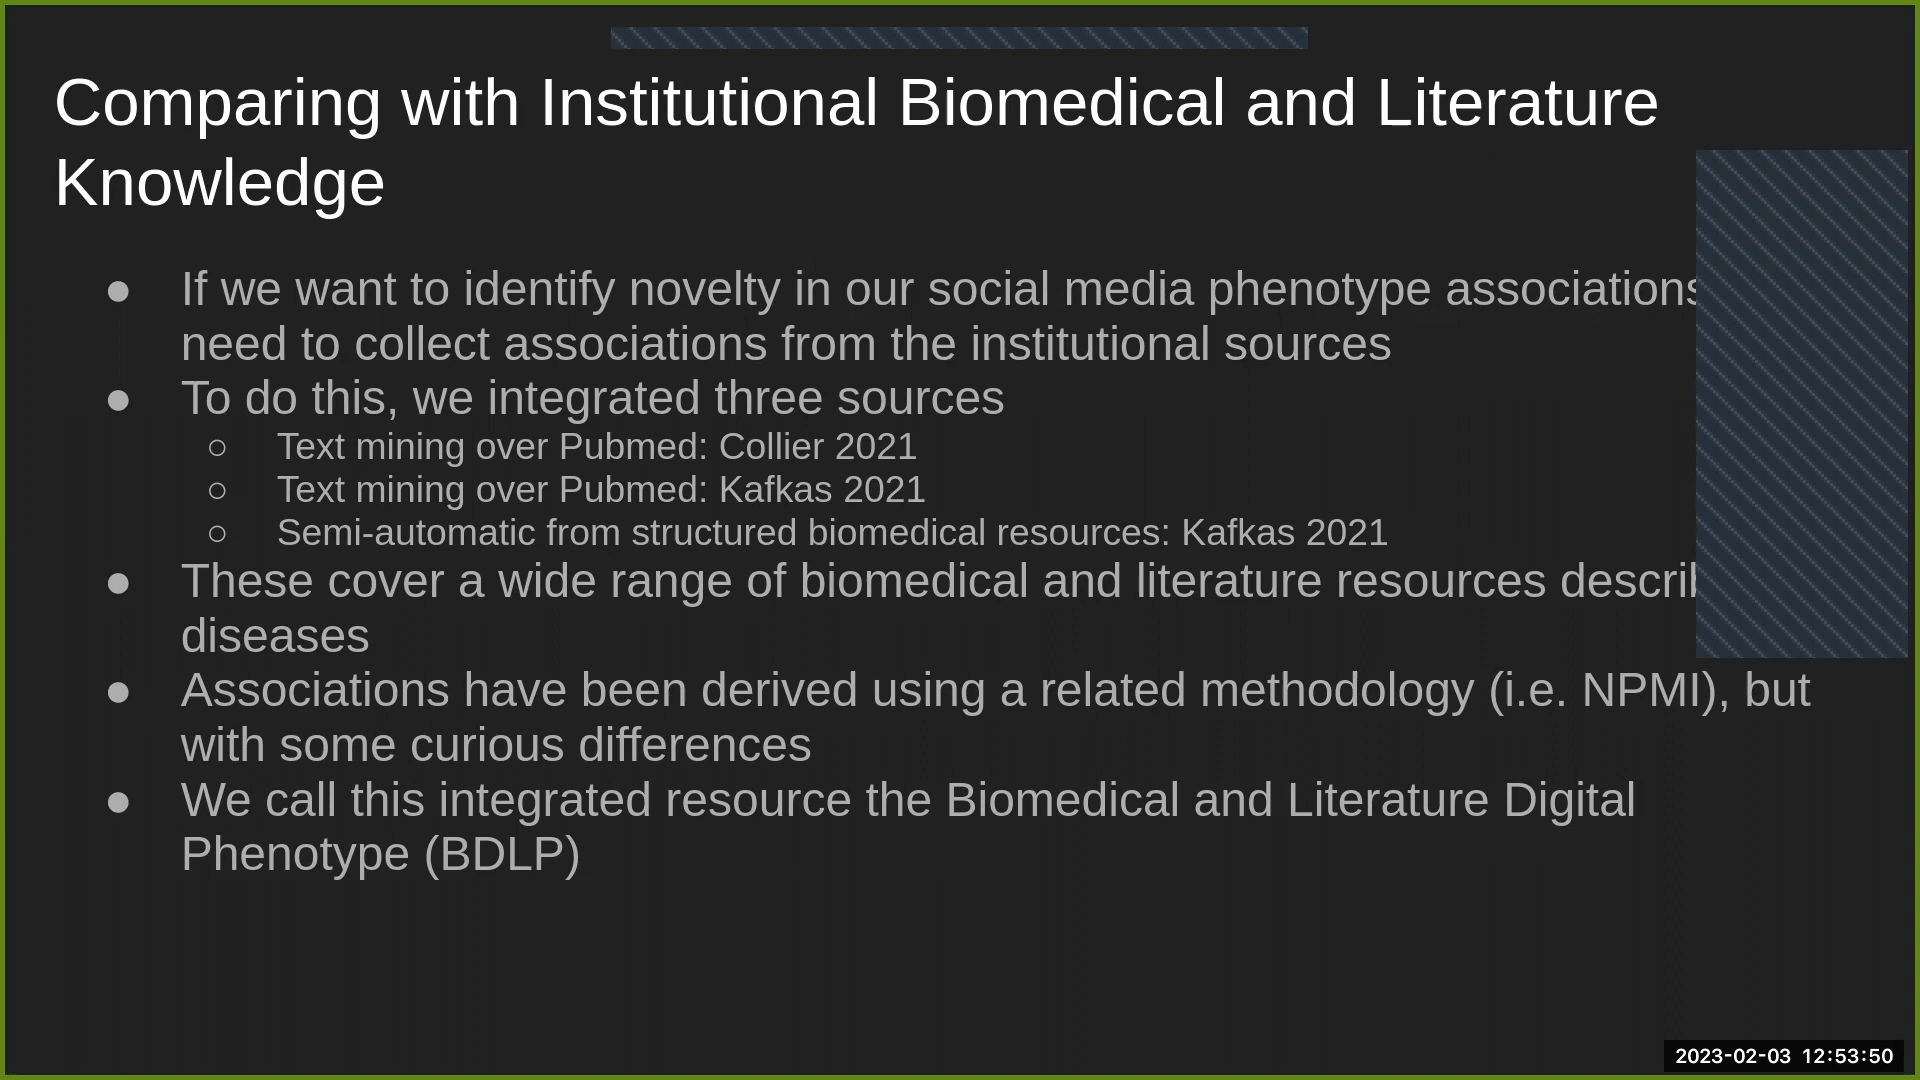 Comparing with Institutional Biomedical and Literature
Knowledge
● If we want to identify novelty in our social media phenotype associations
need to collect associations from the institutional sources
● To do this, we integrated three sources
○ Text mining over Pubmed: Collier 2021
○ Text mining over Pubmed: Kafkas 2021
○ Semi-automatic from structured biomedical resources: Kafkas 2021
● These cover a wide range of biomedical and literature resources
diseases
● Associations have been derived using a related methodology (i.e. NPMI), but
with some curious differences
● We call this integrated resource the Biomedical and Literature Digital
Phenotype (BDLP)
2023-02-03 12:53:50